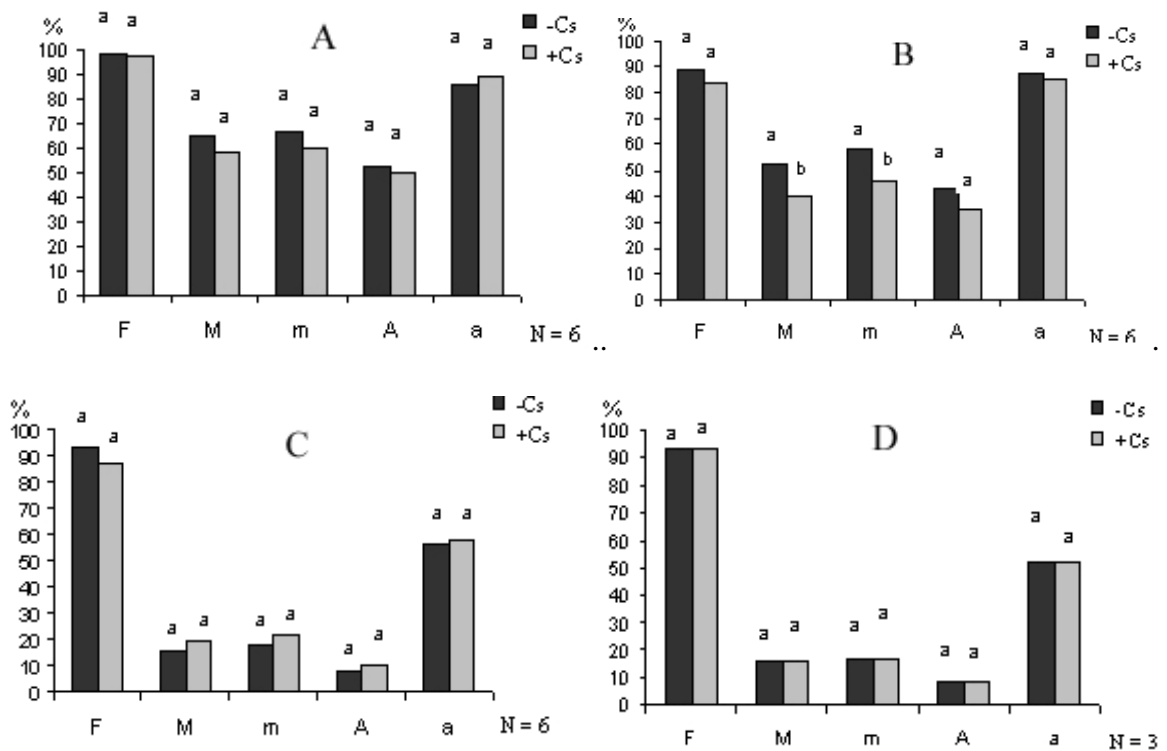 a a
%
A
-Cs
+Cs
a a
a a
a a
a a
100
90
80
70
60
50
40
30
20
10
0
F M m A a N = 6 ..
a a
%
B
-Cs
+Cs
a a
a b
a b
a a
100
90
80
70
60
50
40
30
20
10
0
F M m A a N = 6 .
%
C
-Cs
+Cs
a a
a a
a a
a a
a a
100
90
80
70
60
50
40
30
20
10
0
F M m A a N = 6
%
D
-Cs
+Cs
a a
a a
a a
a a
a a
100
90
80
70
60
50
40
30
20
10
0
F M m A a N = 3